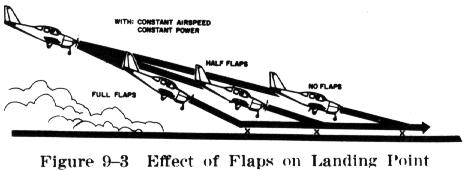 WITH: CONSTANT AIRSPEED
CONSTANT POWER
HALF FLAPS
FULL FLAPS
NO FLAPS
x x x
Figure 9–3 Effect of Flaps on Landing Point